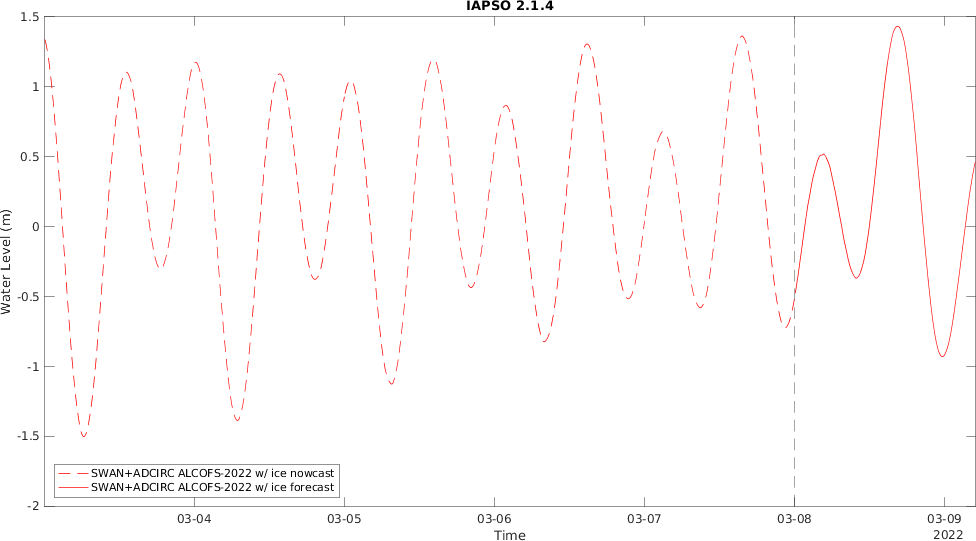 IAPSO 2.1.4
1.5
1
0.5
0
-0.5
-1
-1.5
-2
Water Level (m)
SWAN+ADCIRC ALCOFS-2022 w/ ice nowcast
SWAN+ADCIRC ALCOFS-2022 w/ ice forecast
03-04 03-05 03-06 03-07 03-08 03-09
Time
2022